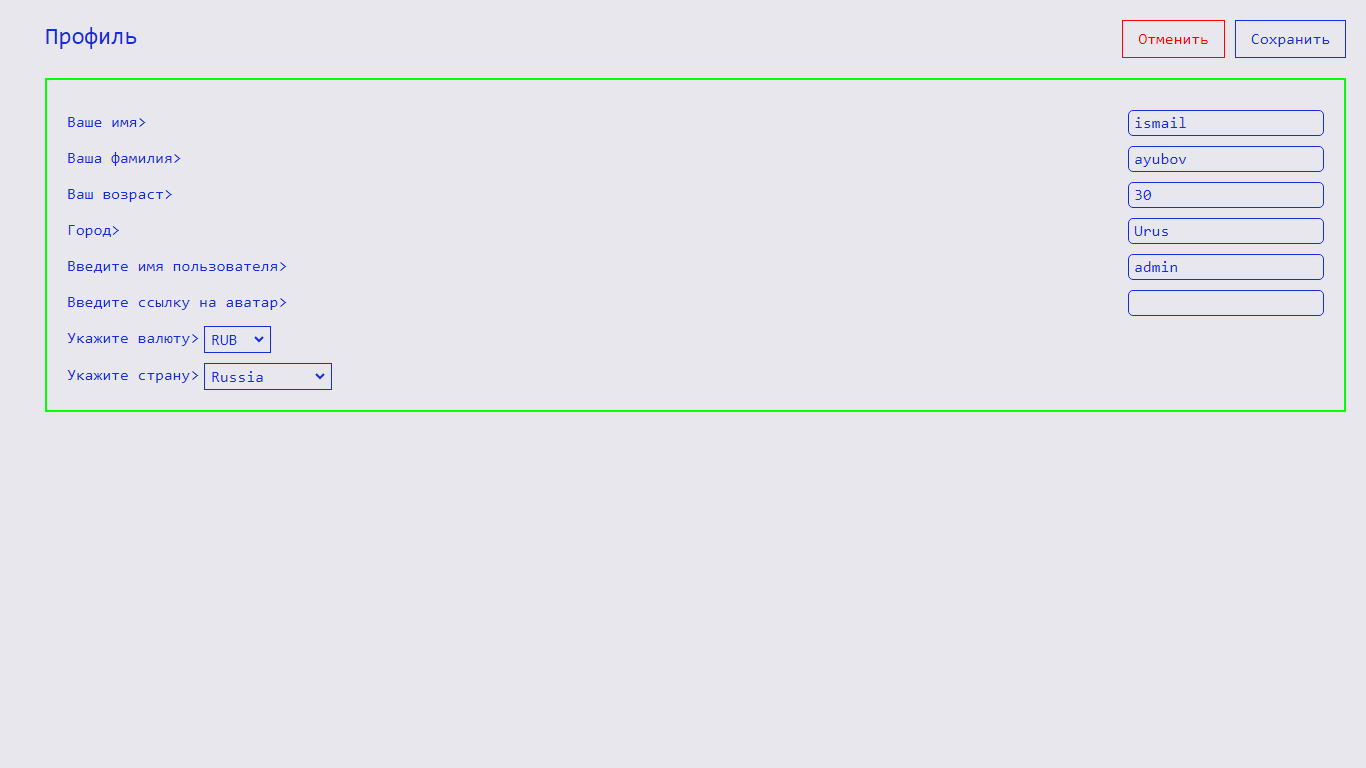 Профиль
Отменить
Сохранить
Ваше имя> ismail
Ваша фамилия> ayubov
Ваш возраст> 30
Город> Urus
Введите имя пользователя> admin
Введите ссылку на аватар>
Укажите валюту> RUB
Укажите страну> Russia